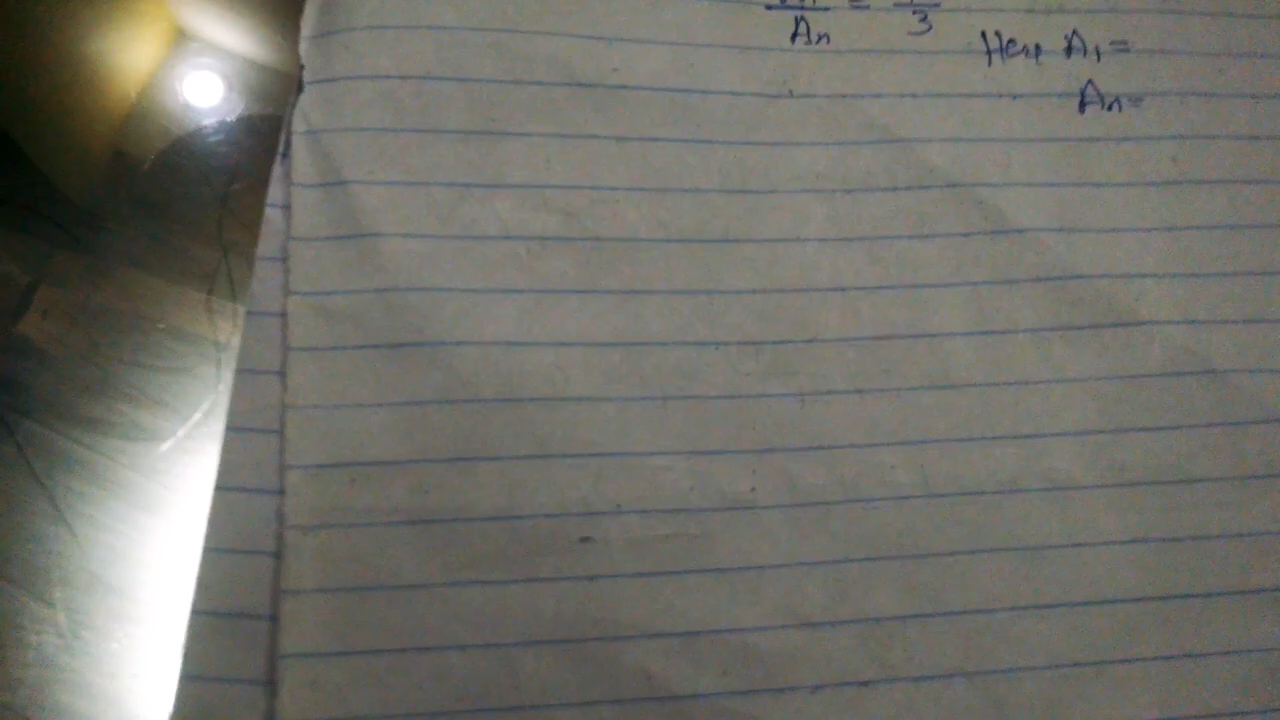 An = 3
Here A₁ =
An =